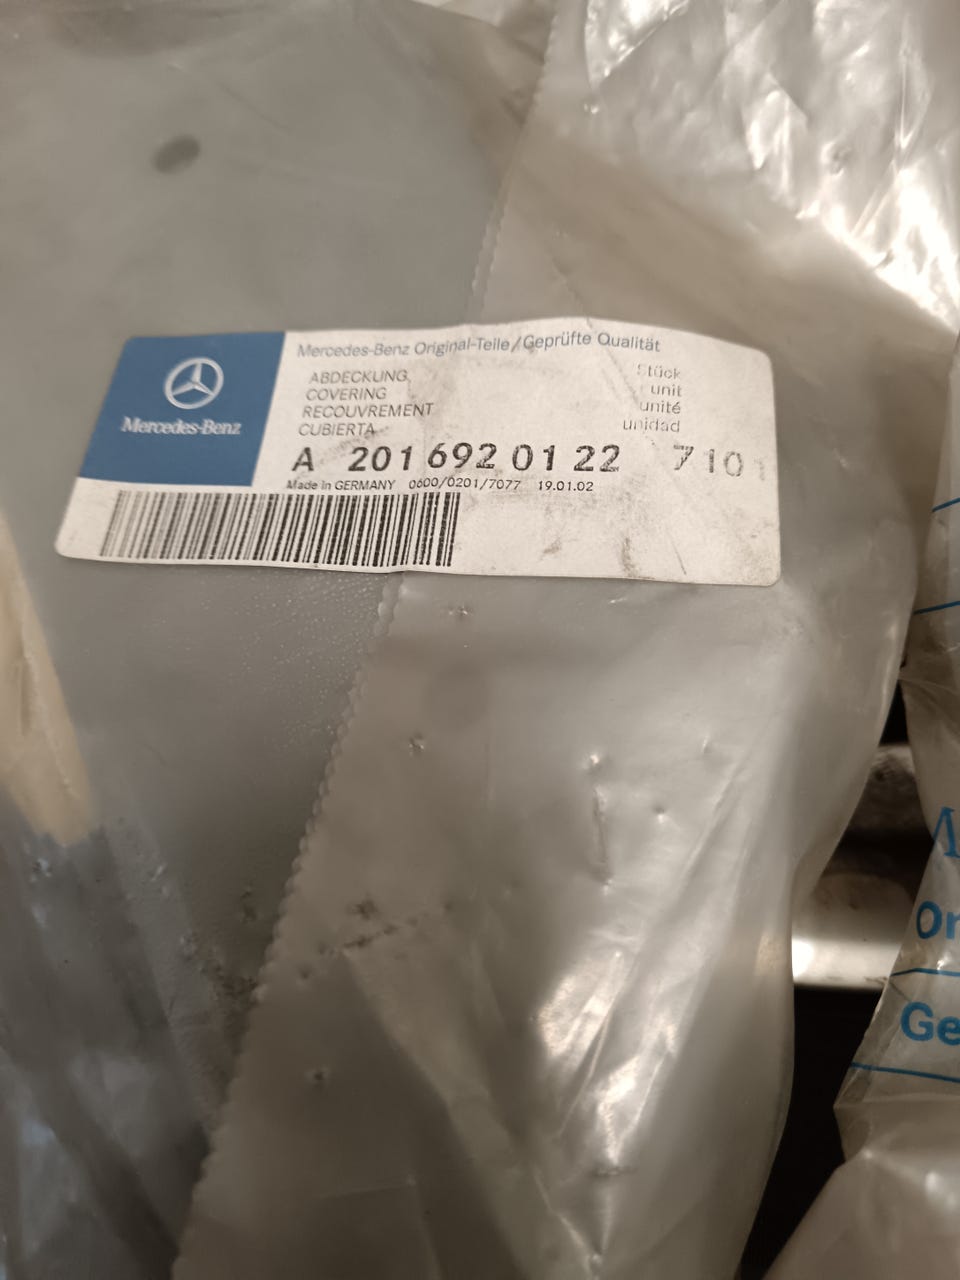 Mercedes-Benz Original-Teile/Geprüfte Qualität
Mercedes-Benz
ABDECKUNG
COVERING
RECOUVREMENT
CUBIERTA
Stück
unit
unité
unidad
A 201 692 01 22 7101
Made in GERMANY 0600/0201/7077 19.01.02
Or
Ge